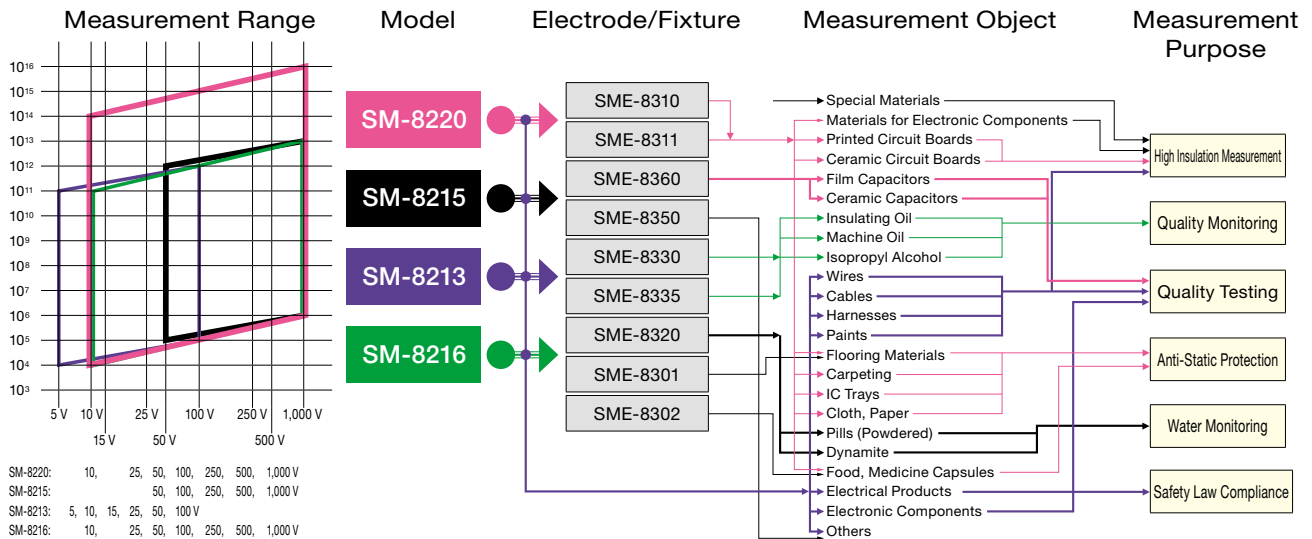 Measurement Range
Model
Electrode/Fixture
Measurement Object
Measurement
Purpose
10¹⁶
10¹⁵
10¹⁴
10¹³
10¹²
10¹¹
10¹⁰
10⁹
10⁸
10⁷
10⁶
10⁵
10⁴
10³
5 V
10 V
25 V
100 V
250 V
1,000 V
15 V
50 V
500 V
SM-8220: 10, 25, 50, 100, 250, 500, 1,000 V
SM-8215: 50, 100, 250, 500, 1,000 V
SM-8213: 5, 10, 15, 25, 50, 100 V
SM-8216: 10, 25, 50, 100, 250, 500, 1,000 V
SM-8220
SM-8215
SM-8213
SM-8216
SME-8310
SME-8311
SME-8360
SME-8350
SME-8330
SME-8335
SME-8320
SME-8301
SME-8302
Special Materials
Materials for Electronic Components
Printed Circuit Boards
Ceramic Circuit Boards
Film Capacitors
Ceramic Capacitors
Insulating Oil
Machine Oil
Isopropyl Alcohol
Wires
Cables
Harnesses
Paints
Flooring Materials
Carpeting
IC Trays
Cloth, Paper
Pills (Powdered)
Dynamite
Food, Medicine Capsules
Electrical Products
Electronic Components
Others
High Insulation Measurement
Quality Monitoring
Quality Testing
Anti-Static Protection
Water Monitoring
Safety Law Compliance